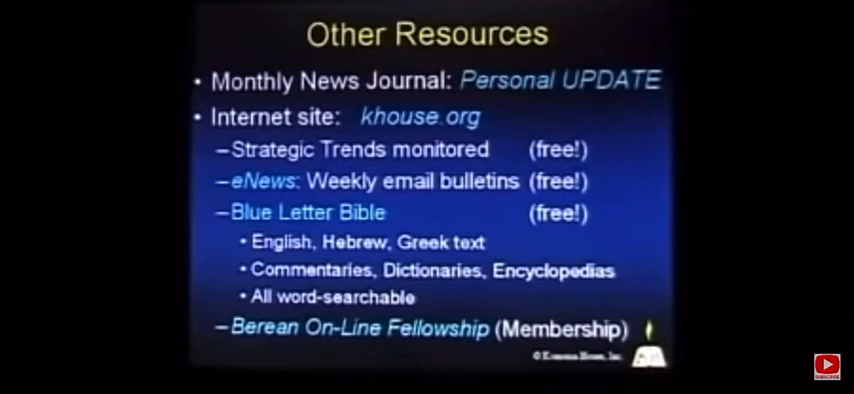 Other Resources
• Monthly News Journal: Personal UPDATE
• Internet site: khouse.org
–Strategic Trends monitored (free!)
–eNews: Weekly email bulletins (free!)
–Blue Letter Bible (free!)
• English, Hebrew, Greek text
• Commentaries, Dictionaries, Encyclopedias
• All word-searchable
–Berean On-Line Fellowship (Membership)
SUBSCRIBE